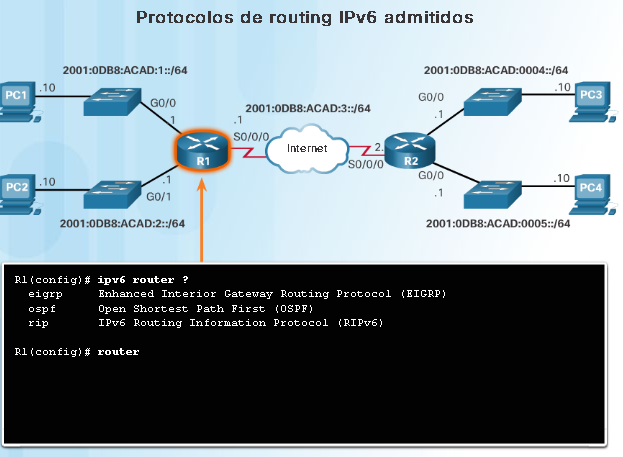 Protocolos de routing IPv6 admitidos
2001:0DB8:ACAD:1::/64
2001:0DB8:ACAD:0004::/64
PC1
.10
G0/0
.1
2001:0DB8:ACAD:3::/64
G0/0
.10
PC3
1
.1
S0/0/0
Internet
2.
S0/0/0
R1
R2
PC2
.10
.1
G0/1
G0/0
.1
.10
PC4
2001:0DB8:ACAD:2::/64
2001:0DB8:ACAD:0005::/64
R1(config)# ipv6 router ?
eigrp Enhanced Interior Gateway Routing Protocol (EIGRP)
ospf Open Shortest Path First (OSPF)
rip IPv6 Routing Information Protocol (RIPv6)
R1(config)# router